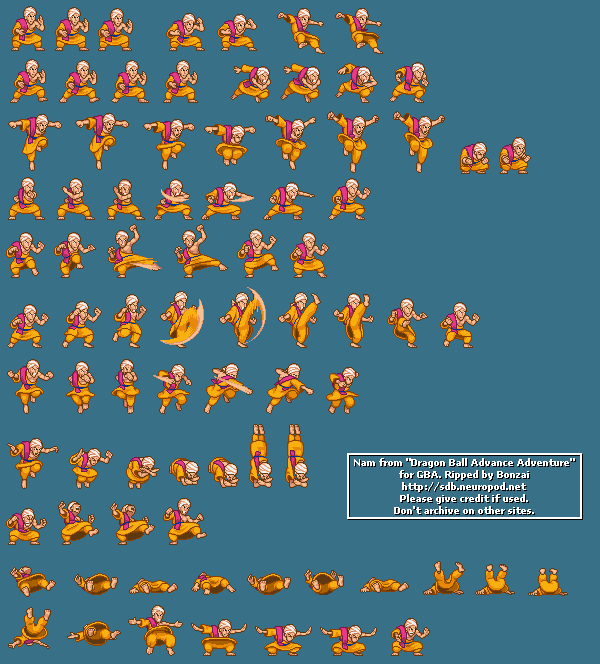 Nam from "Dragon Ball Advance Adventure"
for GBA. Ripped by Bonzai
http://sdb.neuropod.net
Please give credit if used.
Don't archive on other sites.